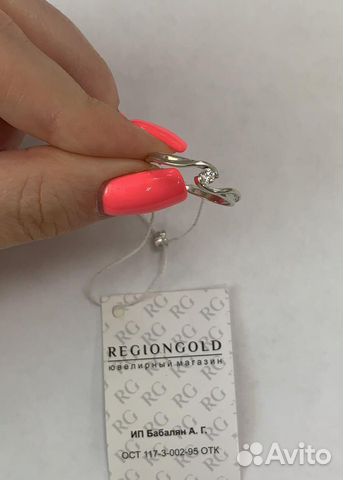 REGIONGOLD
ювелирный магазин
ИП Бабалян А. Г.
ОСТ 117-3-002-95 ОТК
Avito